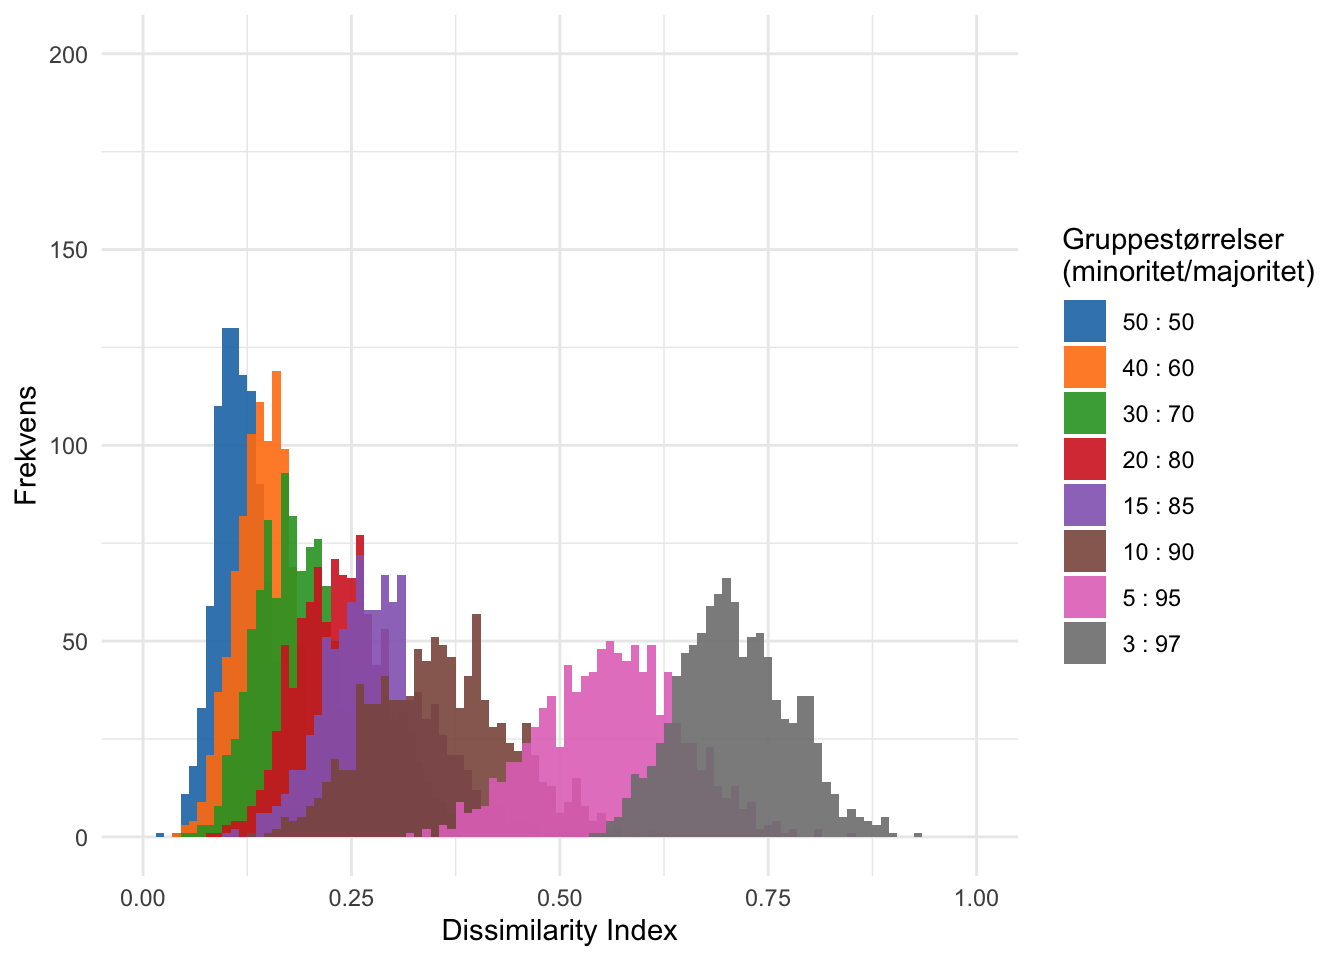 200
150
100
50
0
Frekvens
0.00 0.25 0.50 0.75 1.00
Dissimilarity Index
Gruppestørrelser
(minoritet/majoritet)
50 : 50
40 : 60
30 : 70
20 : 80
15 : 85
10 : 90
5 : 95
3 : 97